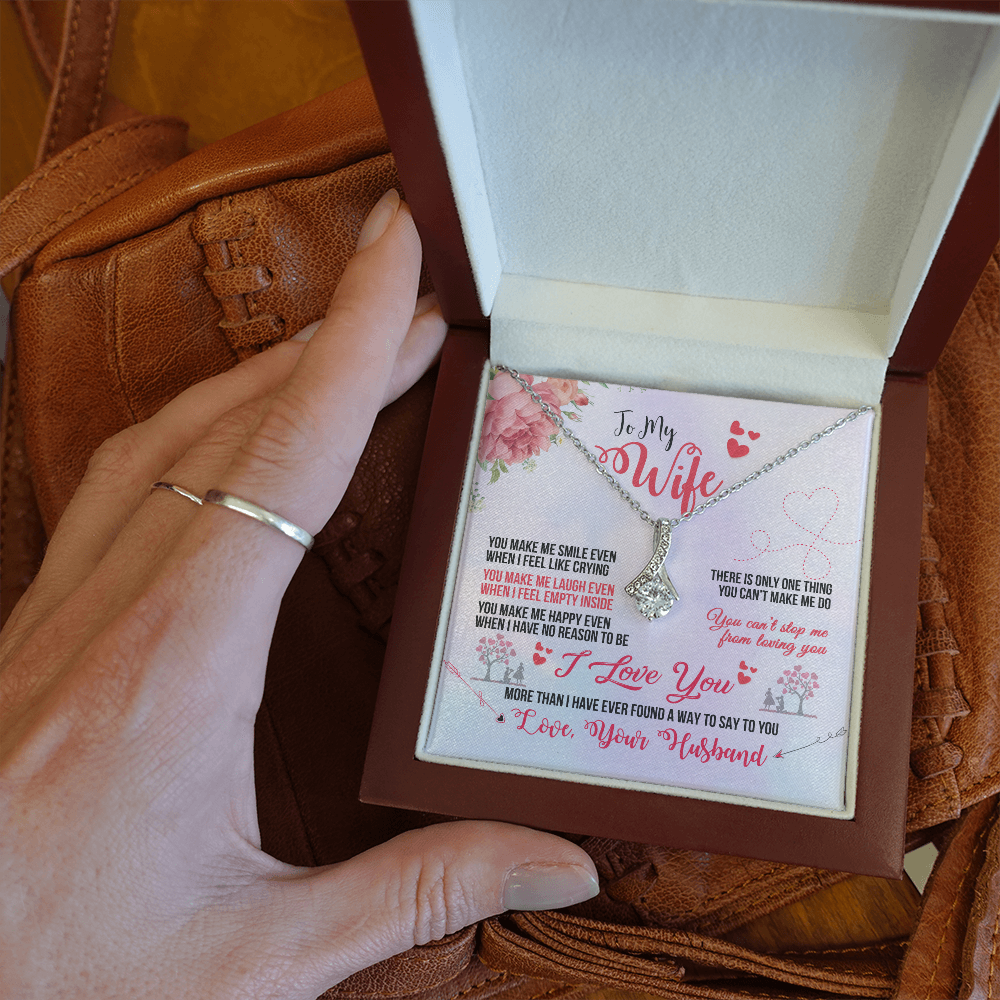 To My
Wife
YOU MAKE ME SMILE EVEN
WHEN I FEEL LIKE CRYING
YOU MAKE ME LAUGH EVEN
WHEN I FEEL EMPTY INSIDE
YOU MAKE ME HAPPY EVEN
WHEN I HAVE NO REASON TO BE
THERE IS ONLY ONE THING
YOU CAN'T MAKE ME DO
You can't stop me
from loving you
I Love You
MORE THAN I HAVE EVER FOUND A WAY TO SAY TO YOU
Love, Your Husband